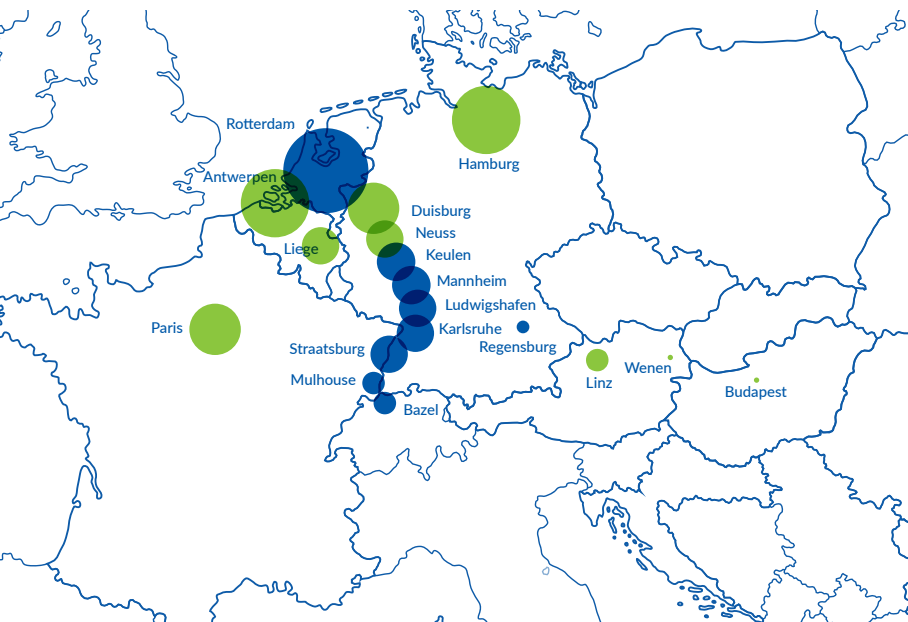 Rotterdam
Hamburg
Antwerpen
Duisburg
Neuss
Liege
Keulen
Mannheim
Ludwigshafen
Paris
Karlsruhe
Straatsburg
Regensburg
Wenen
Mulhouse
Linz
Budapest
Bazel